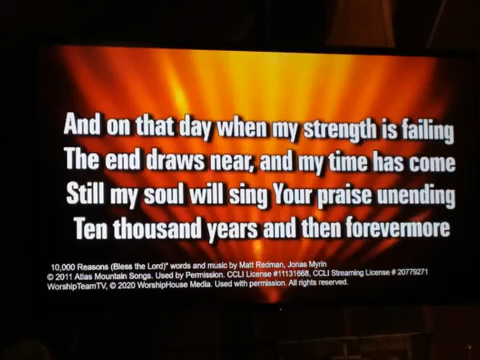 And on that day when my strength is failing
The end draws near, and my time has come
Still my soul will sing Your praise unending
Ten thousand years and then forevermore
10,000 Reasons (Bless the Lord)" words and music by Matt Redman, Jonas Myrin
© 2011 Atlas Mountain Songs. Used by Permission. CCLI License #11131668, CCLI Streaming License # 20779271
WorshipTeamTV, © 2020 WorshipHouse Media. Used with permission. All rights reserved.